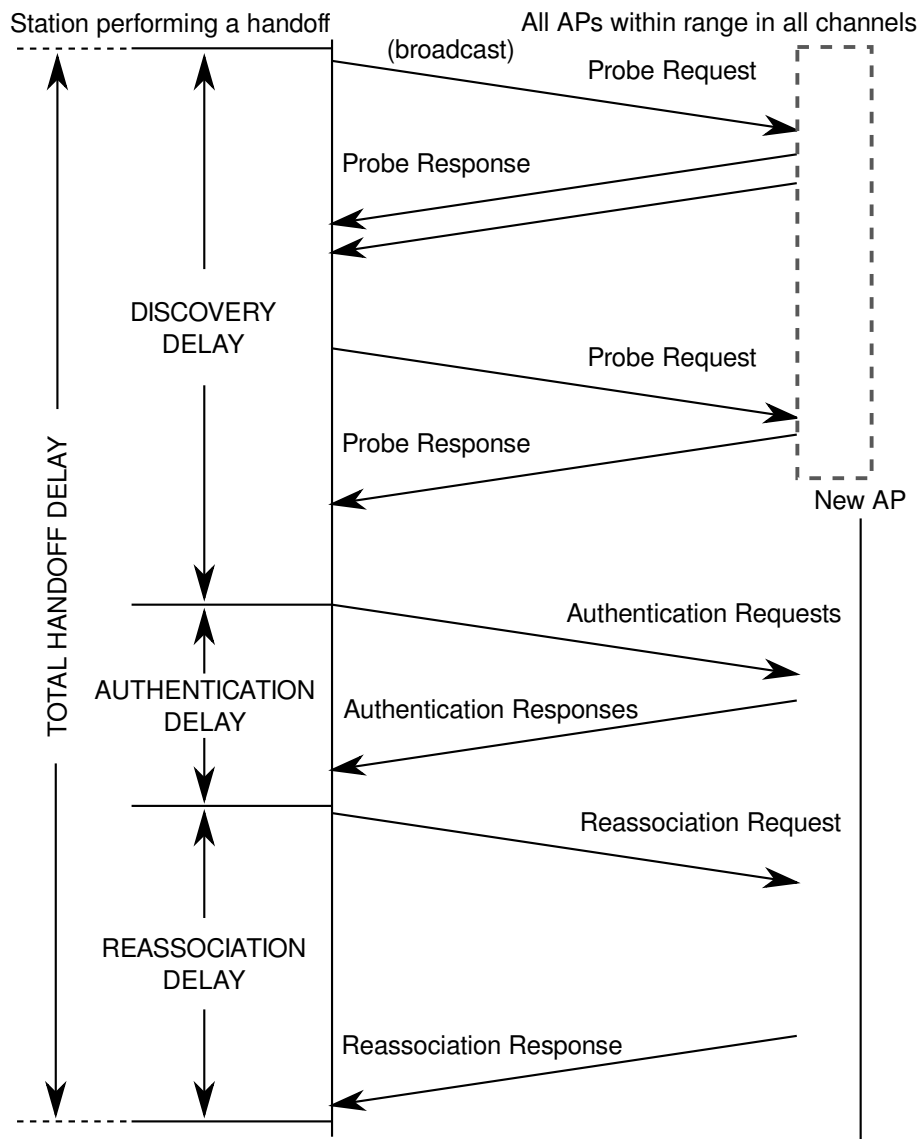 Station performing a handoff
All APs within range in all channels
(broadcast)
Probe Request
Probe Response
DISCOVERY
DELAY
Probe Request
Probe Response
New AP
TOTAL HANDOFF DELAY
Authentication Requests
AUTHENTICATION
DELAY
Authentication Responses
Reassociation Request
REASSOCIATION
DELAY
Reassociation Response